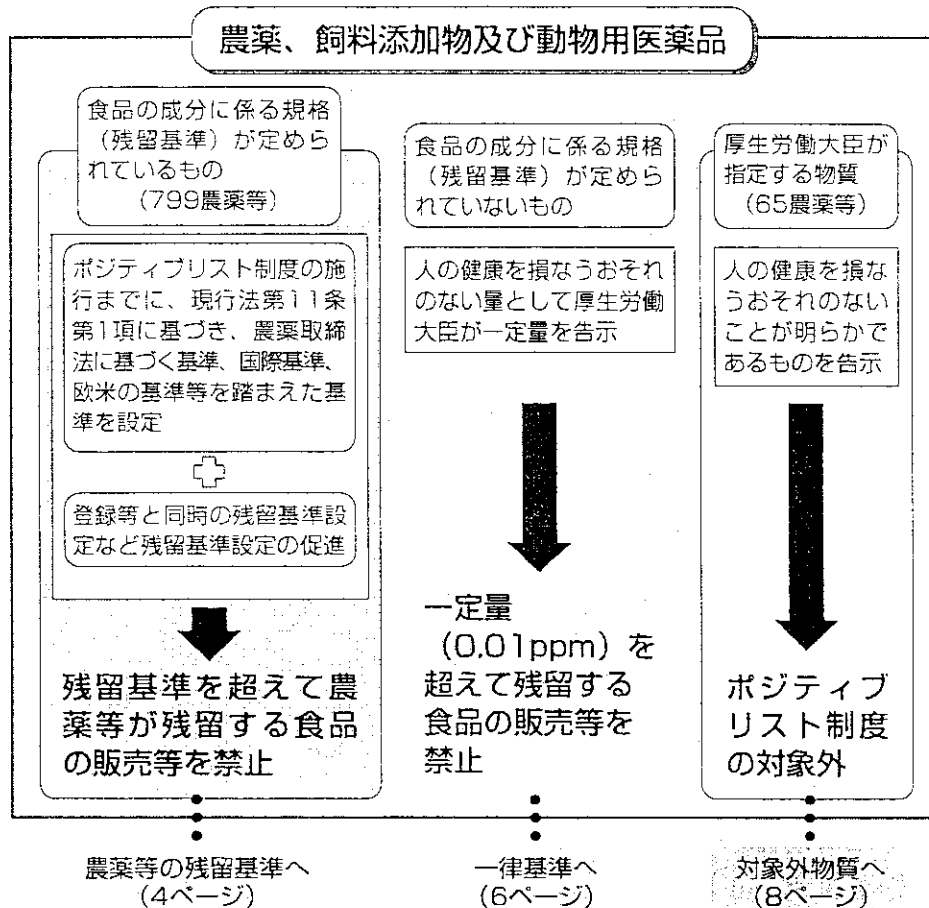 農薬、飼料添加物及び動物用医薬品
食品の成分に係る規格
（残留基準）が定めら
れているもの
（799農薬等）
ポジティブリスト制度の施
行までに、現行法第11条
第1項に基づき、農薬取締
法に基づく基準、国際基準、
欧米の基準等を踏まえた基
準を設定
登録等と同時の残留基準設
定など残留基準設定の促進
残留基準を超えて農
薬等が残留する食品
の販売等を禁止
農薬等の残留基準へ
（4ページ）
食品の成分に係る規格
（残留基準）が定めら
れていないもの
人の健康を損なうおそれ
のない量として厚生労働
大臣が一定量を告示
一定量
（0.01ppm）を
超えて残留する
食品の販売等を
禁止
一律基準へ
（6ページ）
厚生労働大臣が
指定する物質
（65農薬等）
人の健康を損な
うおそれのない
ことが明らかで
あるものを告示
ポジティブ
リスト制度
の対象外
対象外物質へ
（8ページ）